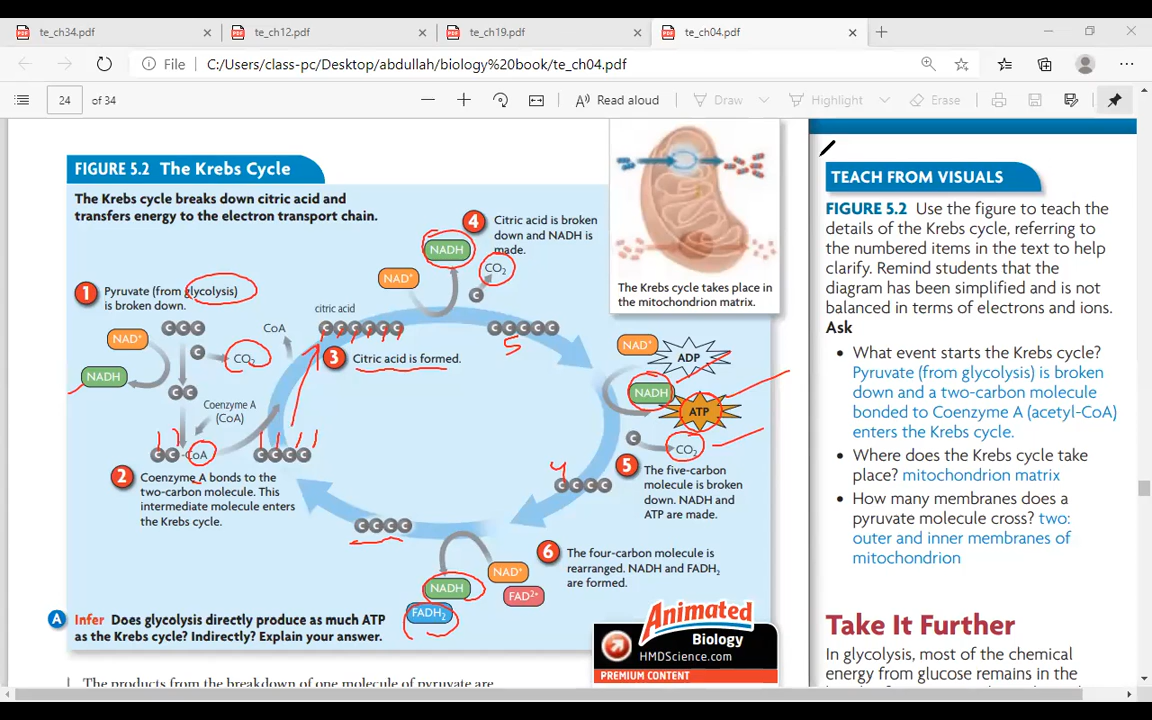 te_ch34.pdf
te_ch12.pdf
te_ch19.pdf
te_ch04.pdf
File
C:/Users/class-pc/Desktop/abdullah/biology%20book/te_ch04.pdf
24
of 34
Read aloud
Draw
Highlight
Erase
FIGURE 5.2 The Krebs Cycle
The Krebs cycle breaks down citric acid and
transfers energy to the electron transport chain.
The Krebs cycle takes place in
the mitochondrion matrix.
1
Pyruvate (from glycolysis)
is broken down.
NAD⁺
CCC
C
CO₂
NADH
CC
Coenzyme A
(CoA)
CC-CoA
2
Coenzyme A bonds to the
two-carbon molecule. This
intermediate molecule enters
the Krebs cycle.
CoA
CCCC
citric acid
CCCCCC
3
Citric acid is formed.
4
Citric acid is broken
down and NADH is
made.
NADH
NAD⁺
CO₂
C
CCCCC
5
NAD⁺
ADP
NADH
ATP
C
CO₂
5
The five-carbon
molecule is broken
down. NADH and
ATP are made.
4
CCCC
6
The four-carbon molecule is
rearranged. NADH and FADH₂
are formed.
CCCC
NAD⁺
NADH
FAD²⁺
FADH₂
A
Infer Does glycolysis directly produce as much ATP
as the Krebs cycle? Indirectly? Explain your answer.
Animated
Biology
HMDScience.com
PREMIUM CONTENT
The products from the breakdown of one molecule of pyruvate are
TEACH FROM VISUALS
FIGURE 5.2 Use the figure to teach the
details of the Krebs cycle, referring to
the numbered items in the text to help
clarify. Remind students that the
diagram has been simplified and is not
balanced in terms of electrons and ions.
Ask
• What event starts the Krebs cycle?
Pyruvate (from glycolysis) is broken
down and a two-carbon molecule
bonded to Coenzyme A (acetyl-CoA)
enters the Krebs cycle.
• Where does the Krebs cycle take
place? mitochondrion matrix
• How many membranes does a
pyruvate molecule cross? two:
outer and inner membranes of
mitochondrion
Take It Further
In glycolysis, most of the chemical
energy from glucose remains in the